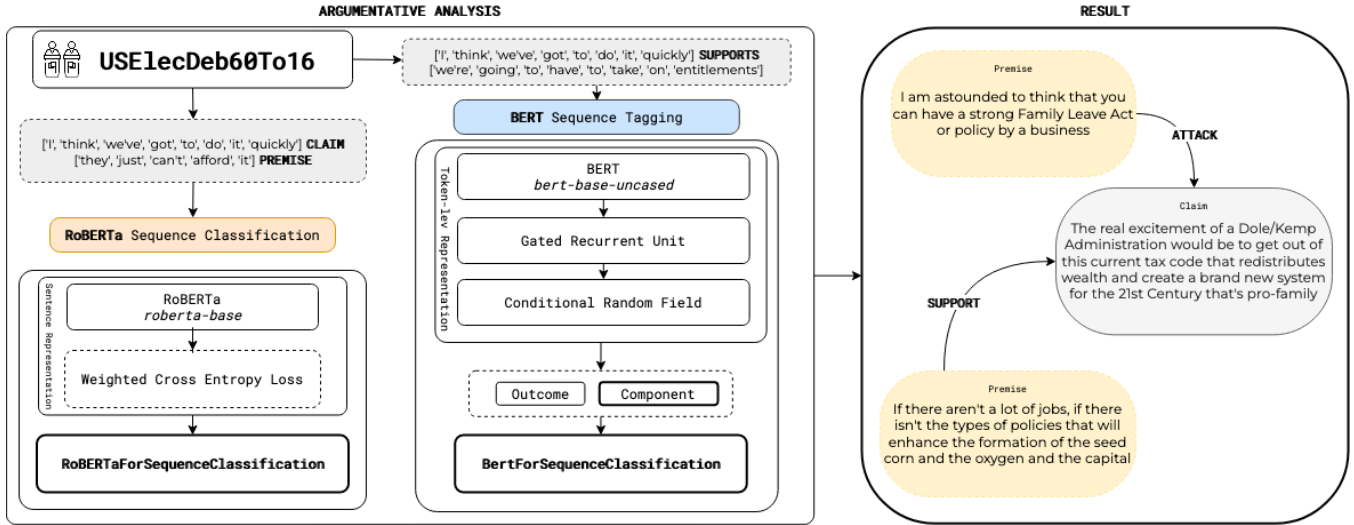 ARGUMENTATIVE ANALYSIS
USElecDeb60To16
['I', 'think', 'we've', 'got', 'to', 'do', 'it', 'quickly'] SUPPORTS
['we're', 'going', 'to', 'have', 'to', 'take', 'on', 'entitlements']
['I', 'think', 'we've', 'got', 'to', 'do', 'it', 'quickly'] CLAIM
['they', 'just', 'can't', 'afford', 'it'] PREMISE
RoBERTa Sequence Classification
Sentence Representation
RoBERTa
roberta-base
Weighted Cross Entropy Loss
RoBERTaForSequenceClassification
BERT Sequence Tagging
Token-lev Representation
BERT
bert-base-uncased
Gated Recurrent Unit
Conditional Random Field
Outcome
Component
BertForSequenceClassification
RESULT
Premise
I am astounded to think that you
can have a strong Family Leave Act
or policy by a business
ATTACK
Claim
The real excitement of a Dole/Kemp
Administration would be to get out of
this current tax code that redistributes
wealth and create a brand new system
for the 21st Century that's pro-family
SUPPORT
Premise
If there aren't a lot of jobs, if there
isn't the types of policies that will
enhance the formation of the seed
corn and the oxygen and the capital